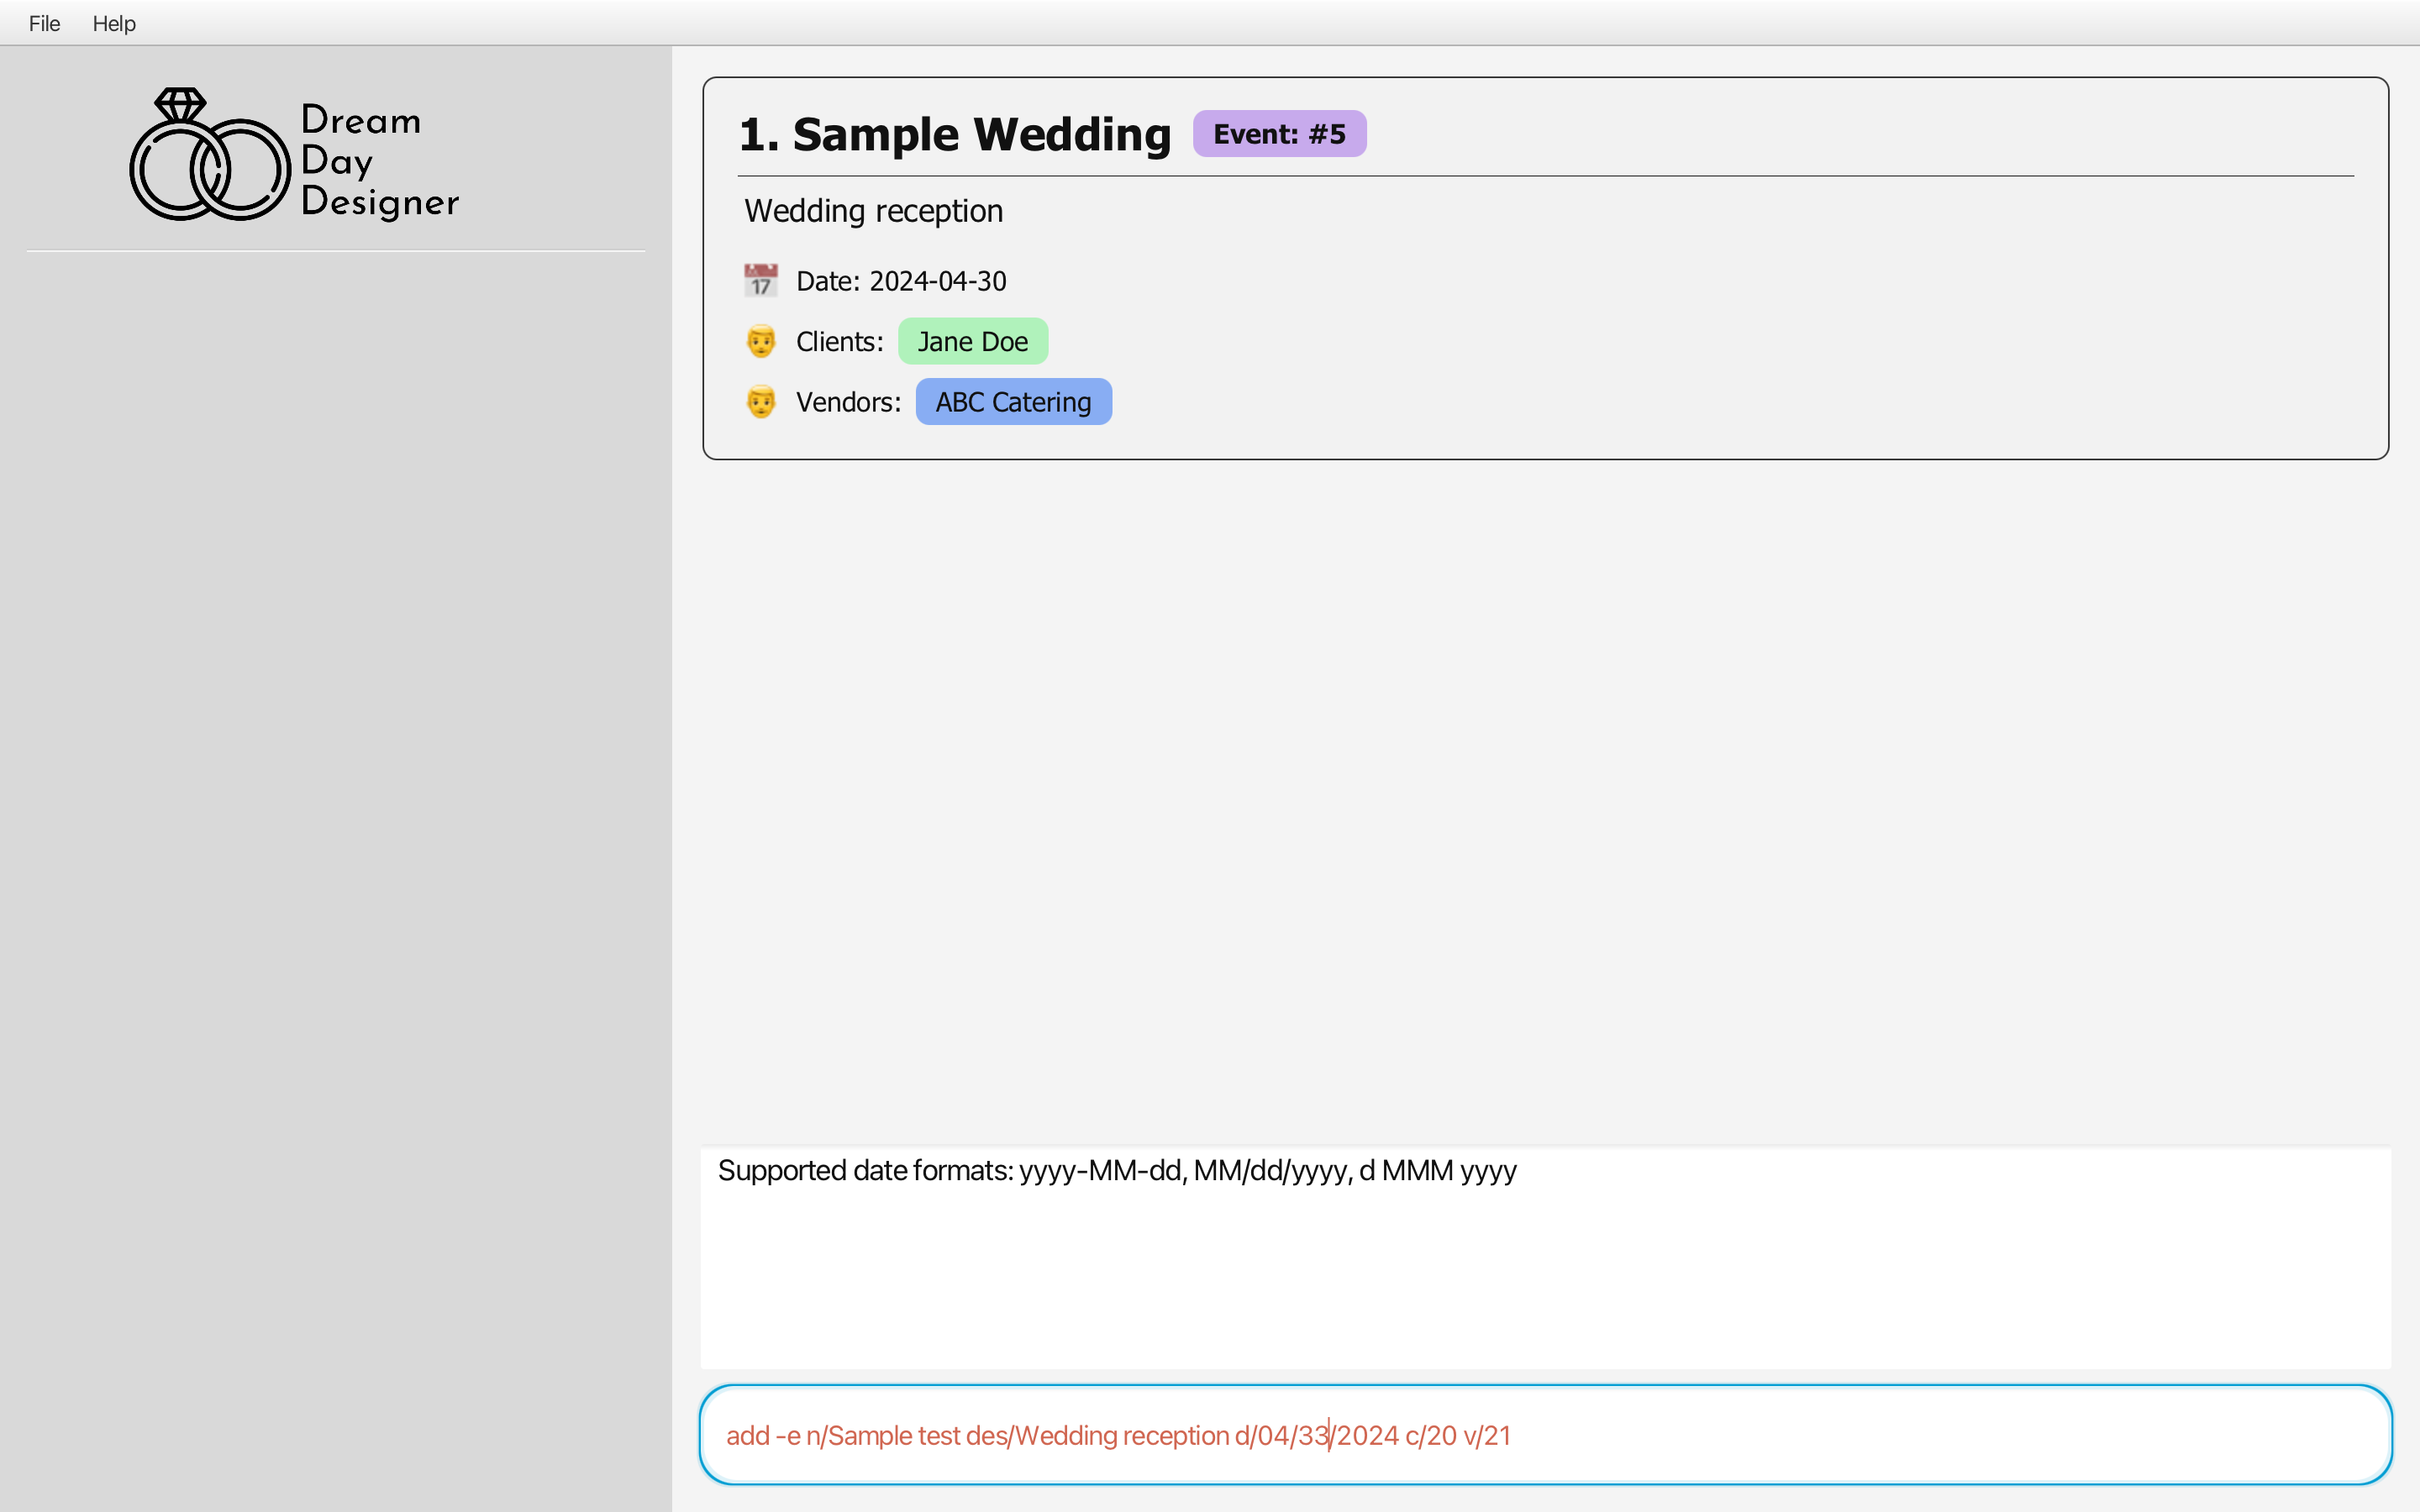 File Help
Dream
Day
Designer
1. Sample Wedding Event: #5
Wedding reception
17 Date: 2024-04-30
Clients: Jane Doe
Vendors: ABC Catering
Supported date formats: yyyy-MM-dd, MM/dd/yyyy, d MMM yyyy
add -e n/Sample test des/Wedding reception d/04/33/2024 c/20 v/21